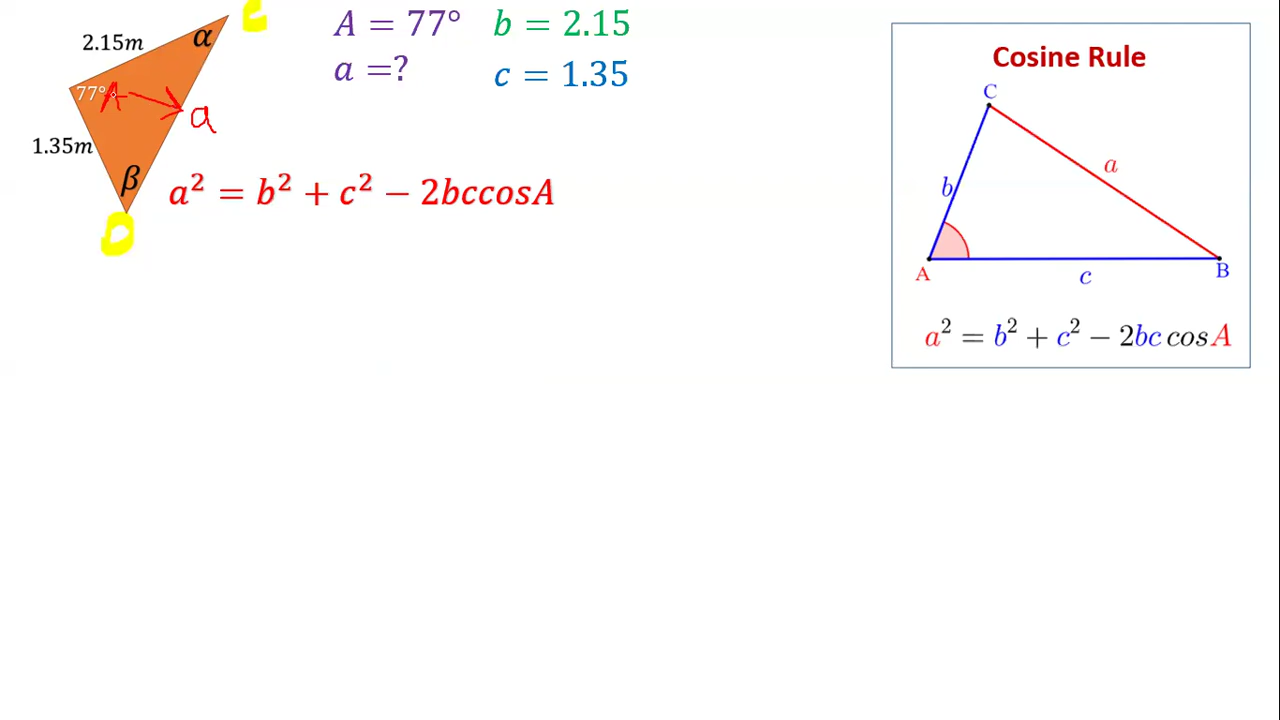 A = 77° b = 2.15
a =? c = 1.35
2.15m
α
77°
A
a
1.35m
β
a² = b² + c² − 2bccosA
Cosine Rule
C
b
a
A
c
B
a² = b² + c² − 2bc cosA